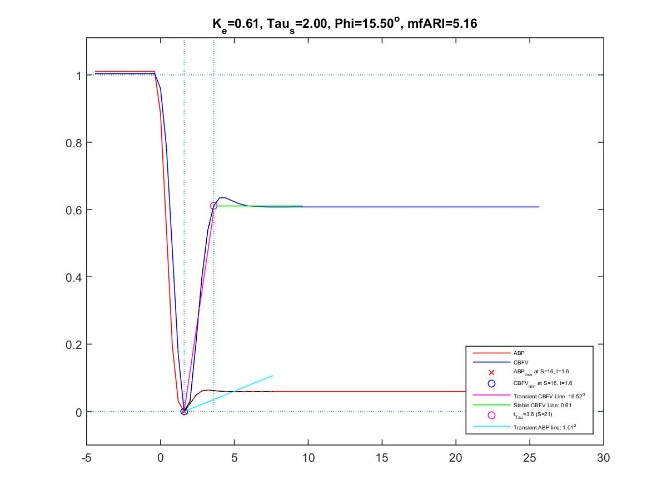 K_e=0.61, Tau_s=2.00, Phi=15.50°, mfARI=5.16
1
0.8
0.6
0.4
0.2
0
-5 0 5 10 15 20 25 30
ABP
CBFV
ABP_min at S=16, t=1.6
CBFV_min at S=16, t=1.6
Transient CBFV Line: 16.52°
Stable CBFV Line: 0.61
t_Tau=3.6 (S=21)
Transient ABP line: 1.01°